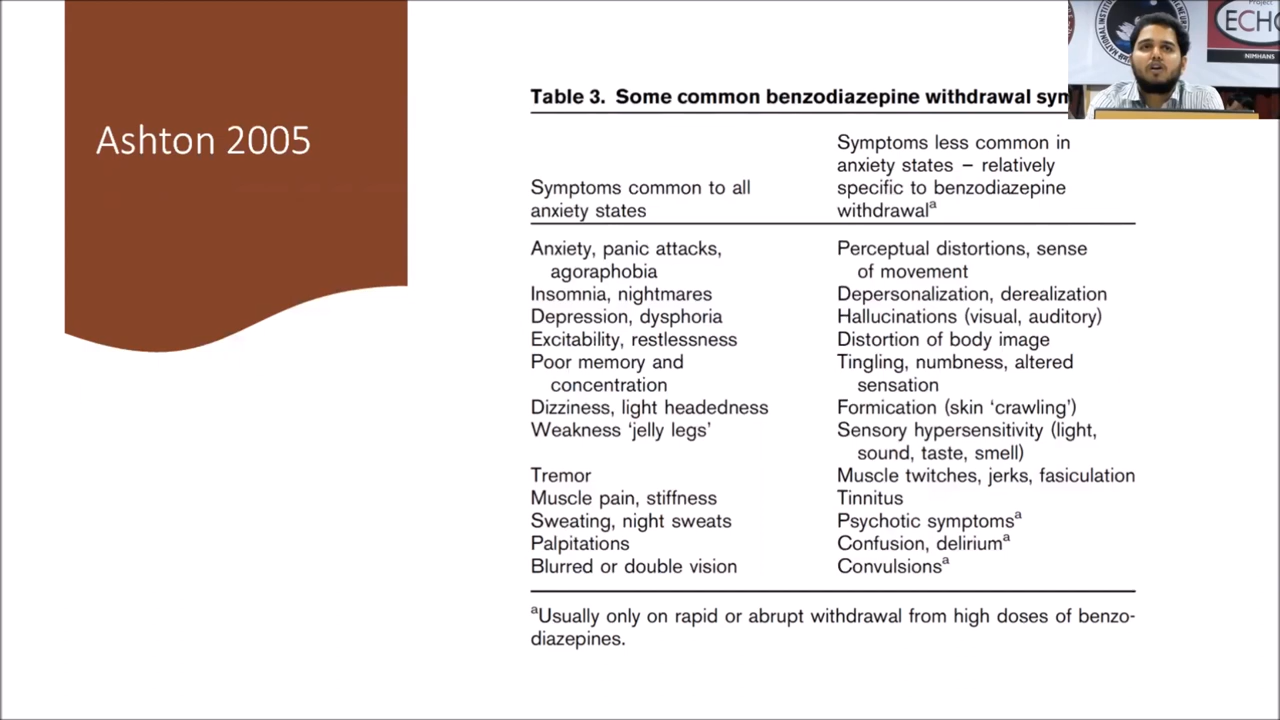 Ashton 2005
Table 3. Some common benzodiazepine withdrawal
Symptoms common to all
anxiety states
Symptoms less common in
anxiety states – relatively
specific to benzodiazepine
withdrawalᵃ
Anxiety, panic attacks,
agoraphobia
Insomnia, nightmares
Depression, dysphoria
Excitability, restlessness
Poor memory and
concentration
Dizziness, light headedness
Weakness ‘jelly legs’
Tremor
Muscle pain, stiffness
Sweating, night sweats
Palpitations
Blurred or double vision
Perceptual distortions, sense
of movement
Depersonalization, derealization
Hallucinations (visual, auditory)
Distortion of body image
Tingling, numbness, altered
sensation
Formication (skin ‘crawling’)
Sensory hypersensitivity (light,
sound, taste, smell)
Muscle twitches, jerks, fasiculation
Tinnitus
Psychotic symptomsᵃ
Confusion, deliriumᵃ
Convulsionsᵃ
ᵃUsually only on rapid or abrupt withdrawal from high doses of benzo-
diazepines.
Project
ECHO
NIMHANS